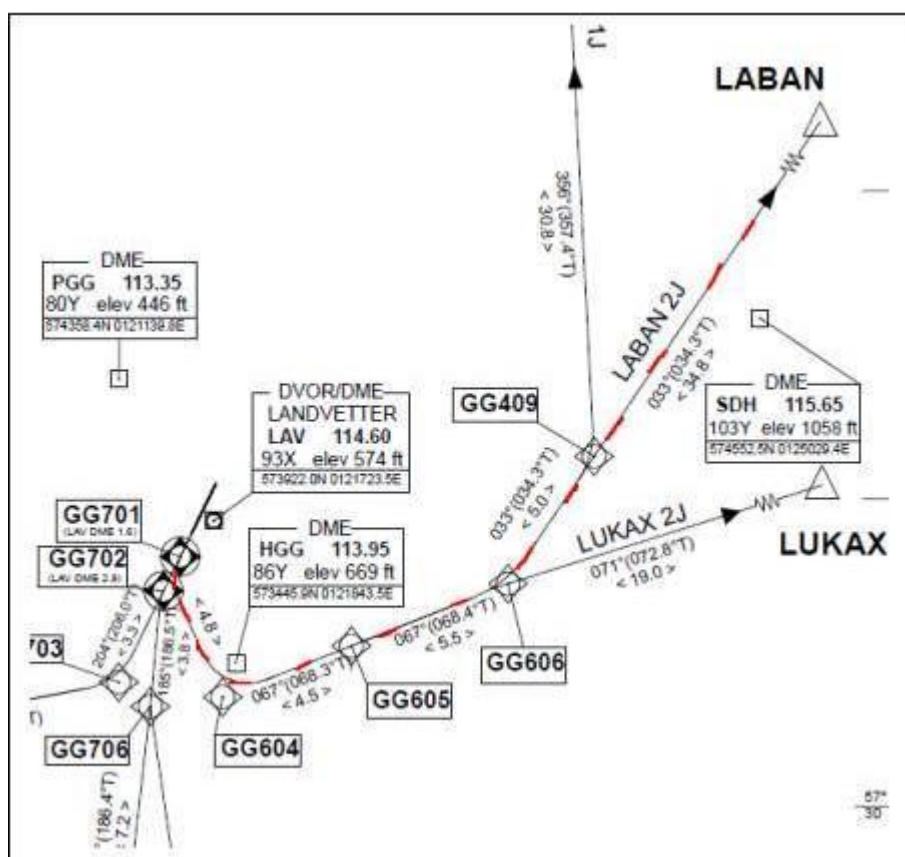 1J
LABAN
356°(357.4°T)
< 30.8 >
DME
PGG 113.35
80Y elev 446 ft
574358.4N 0121139.8E
LABAN 2J
033°(034.3°T)
< 34.8 >
DVOR/DME
LANDVETTER
LAV 114.60
93X elev 574 ft
573922.0N 0121723.5E
GG409
DME
SDH 115.65
103Y elev 1058 ft
574552.5N 0125029.4E
033°(034.3°T)
< 5.0 >
GG701
(LAV DME 1.6)
GG702
(LAV DME 2.8)
DME
HGG 113.95
86Y elev 669 ft
573445.9N 0121843.5E
LUKAX 2J
071°(072.8°T)
< 19.0 >
LUKAX
204°(206.0°T)
< 3.3 >
185°(186.5°T)
< 3.8 >
< 4.8 >
703
067°(068.4°T)
< 5.5 >
GG606
067°(068.3°T)
< 4.5 >
GG605
T)
GG706
GG604
°(186.4°T)
< 7.2 >
57°
30